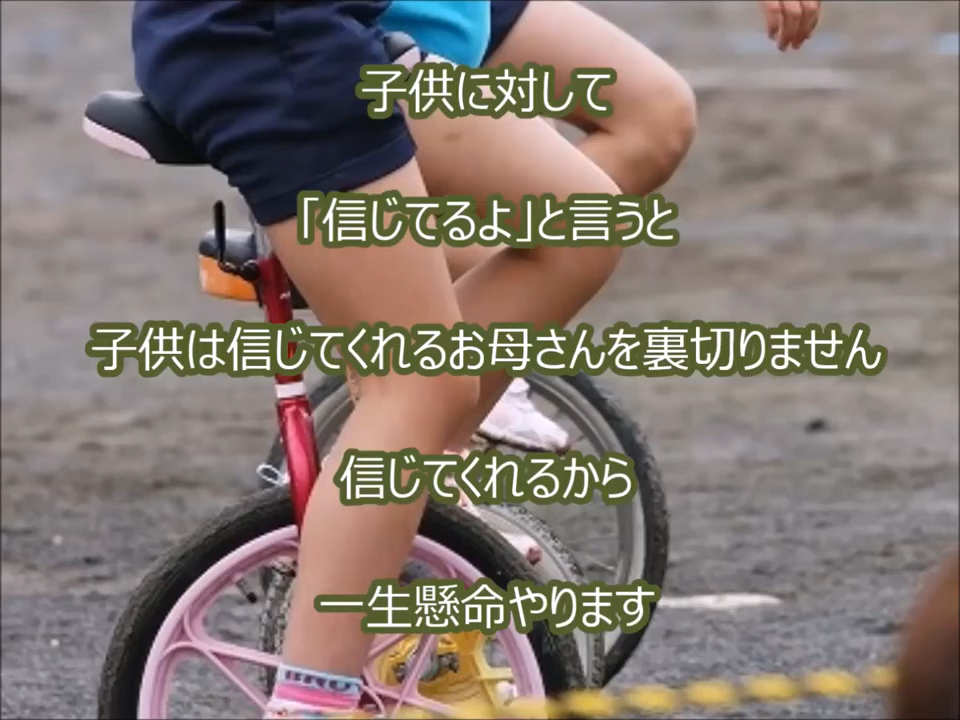 子供に対して
「信じてるよ」と言うと
子供は信じてくれるお母さんを裏切りません
信じてくれるから
一生懸命やります